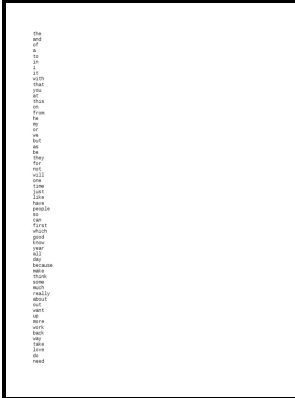 the
and
of
a
to
in
i
it
with
that
you
at
this
on
from
he
my
or
we
but
as
be
they
for
not
will
one
time
just
like
have
people
so
can
first
which
good
know
year
all
day
because
make
think
some
much
really
about
out
want
up
more
work
back
way
take
love
do
need